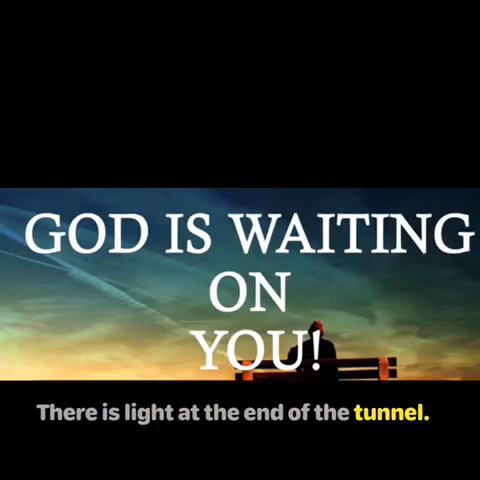 GOD IS WAITING
ON
YOU!
There is light at the end of the tunnel.